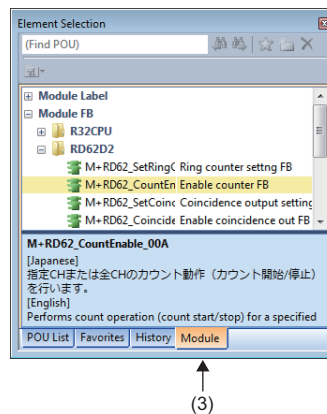 Element Selection
(Find POU)
Module Label
Module FB
R32CPU
RD62D2
M+RD62_SetRingC Ring counter settng FB
M+RD62_CountEn Enable counter FB
M+RD62_SetCoinc Coincidence output setting
M+RD62_Coincide Enable coincidence out FB
M+RD62_CountEnable_00A
[Japanese]
指定CHまたは全CHのカウント動作（カウント開始/停止）
を行います。
[English]
Performs count operation (count start/stop) for a specified
POU List Favorites History Module
(3)